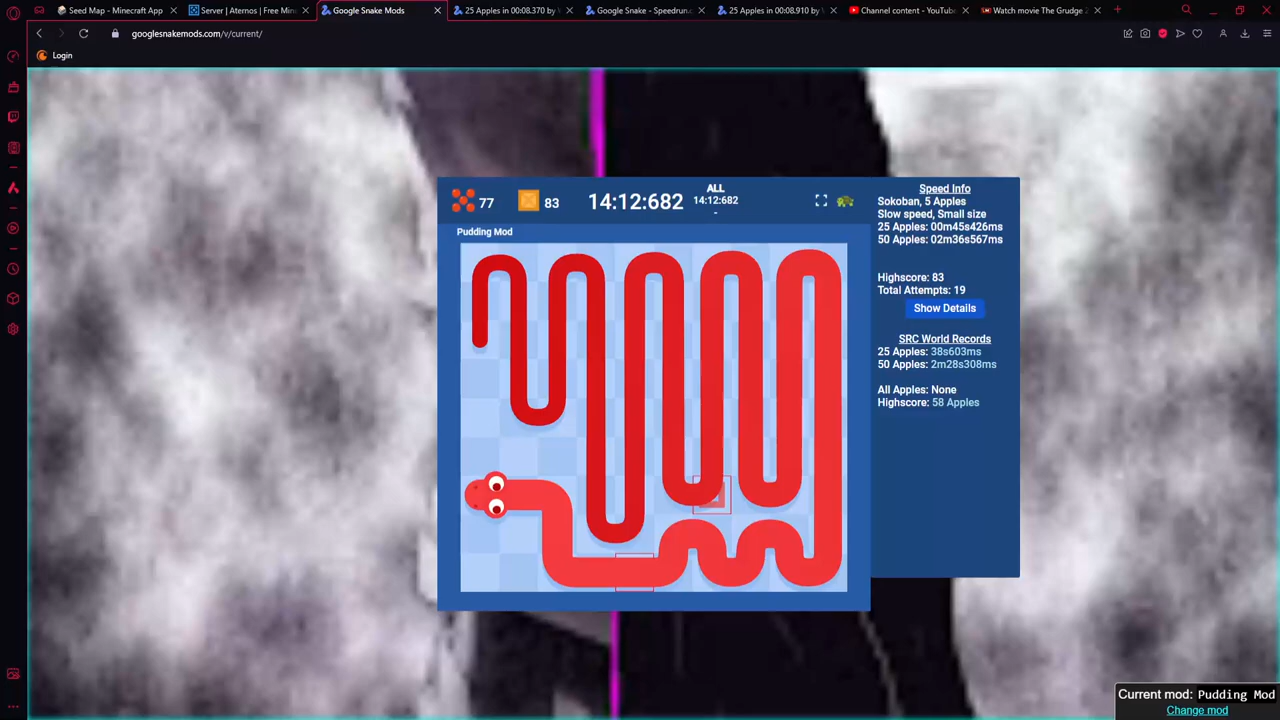 Seed Map - Minecraft App
Server | Aternos | Free Mine
Google Snake Mods
25 Apples in 00:08.370 by
Google Snake - Speedrun.c
25 Apples in 00:08.910 by
Channel content - YouTube
Watch movie The Grudge
googlesnakemods.com/v/current/
Login
77
83
14:12:682
ALL
14:12:682
-
Pudding Mod
Speed Info
Sokoban, 5 Apples
Slow speed, Small size
25 Apples: 00m45s426ms
50 Apples: 02m36s567ms
Highscore: 83
Total Attempts: 19
Show Details
SRC World Records
25 Apples: 38s603ms
50 Apples: 2m28s308ms
All Apples: None
Highscore: 58 Apples
Current mod: Pudding Mod
Change mod